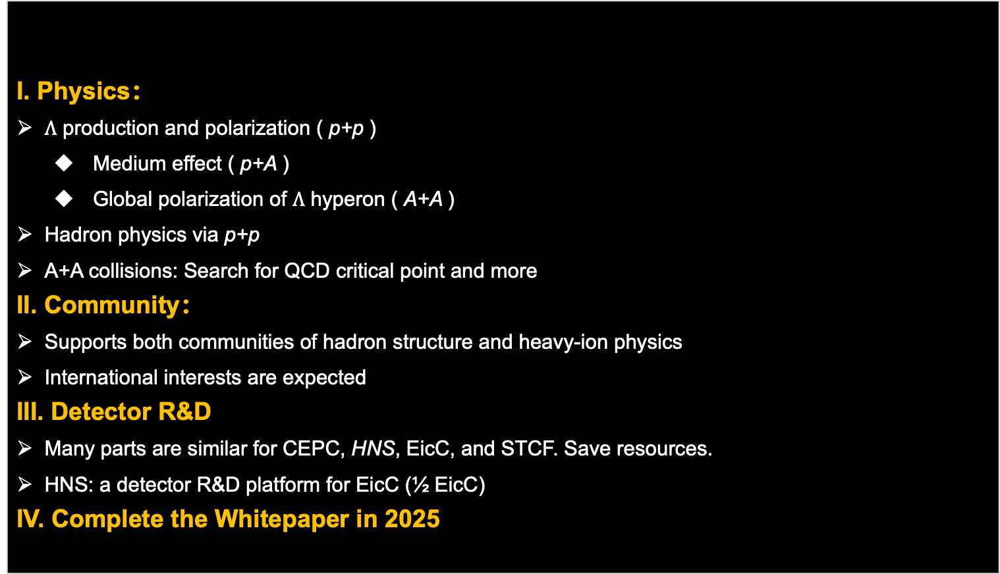 I. Physics：
➢ Λ production and polarization ( p+p )
◆ Medium effect ( p+A )
◆ Global polarization of Λ hyperon ( A+A )
➢ Hadron physics via p+p
➢ A+A collisions: Search for QCD critical point and more
II. Community：
➢ Supports both communities of hadron structure and heavy-ion physics
➢ International interests are expected
III. Detector R&D
➢ Many parts are similar for CEPC, HNS, EicC, and STCF. Save resources.
➢ HNS: a detector R&D platform for EicC (½ EicC)
IV. Complete the Whitepaper in 2025